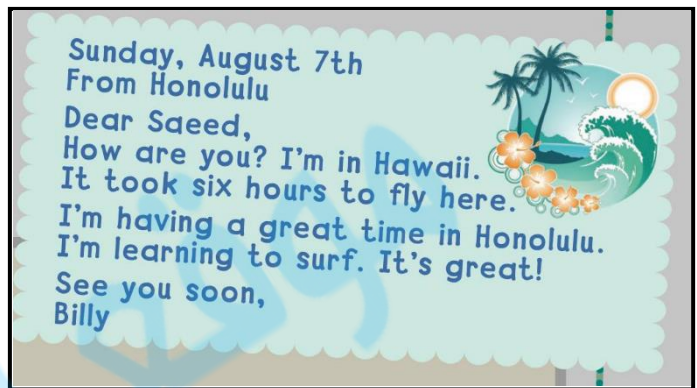 Sunday, August 7th
From Honolulu
Dear Saeed,
How are you? I'm in Hawaii.
It took six hours to fly here.
I'm having a great time in Honolulu.
I'm learning to surf. It's great!
See you soon,
Billy